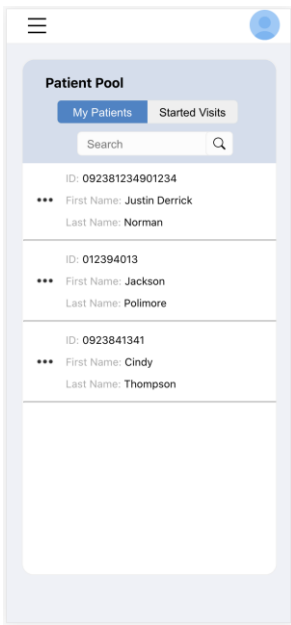 Patient Pool
My Patients Started Visits
Search
ID: 092381234901234
First Name: Justin Derrick
Last Name: Norman
ID: 012394013
First Name: Jackson
Last Name: Polimore
ID: 0923841341
First Name: Cindy
Last Name: Thompson